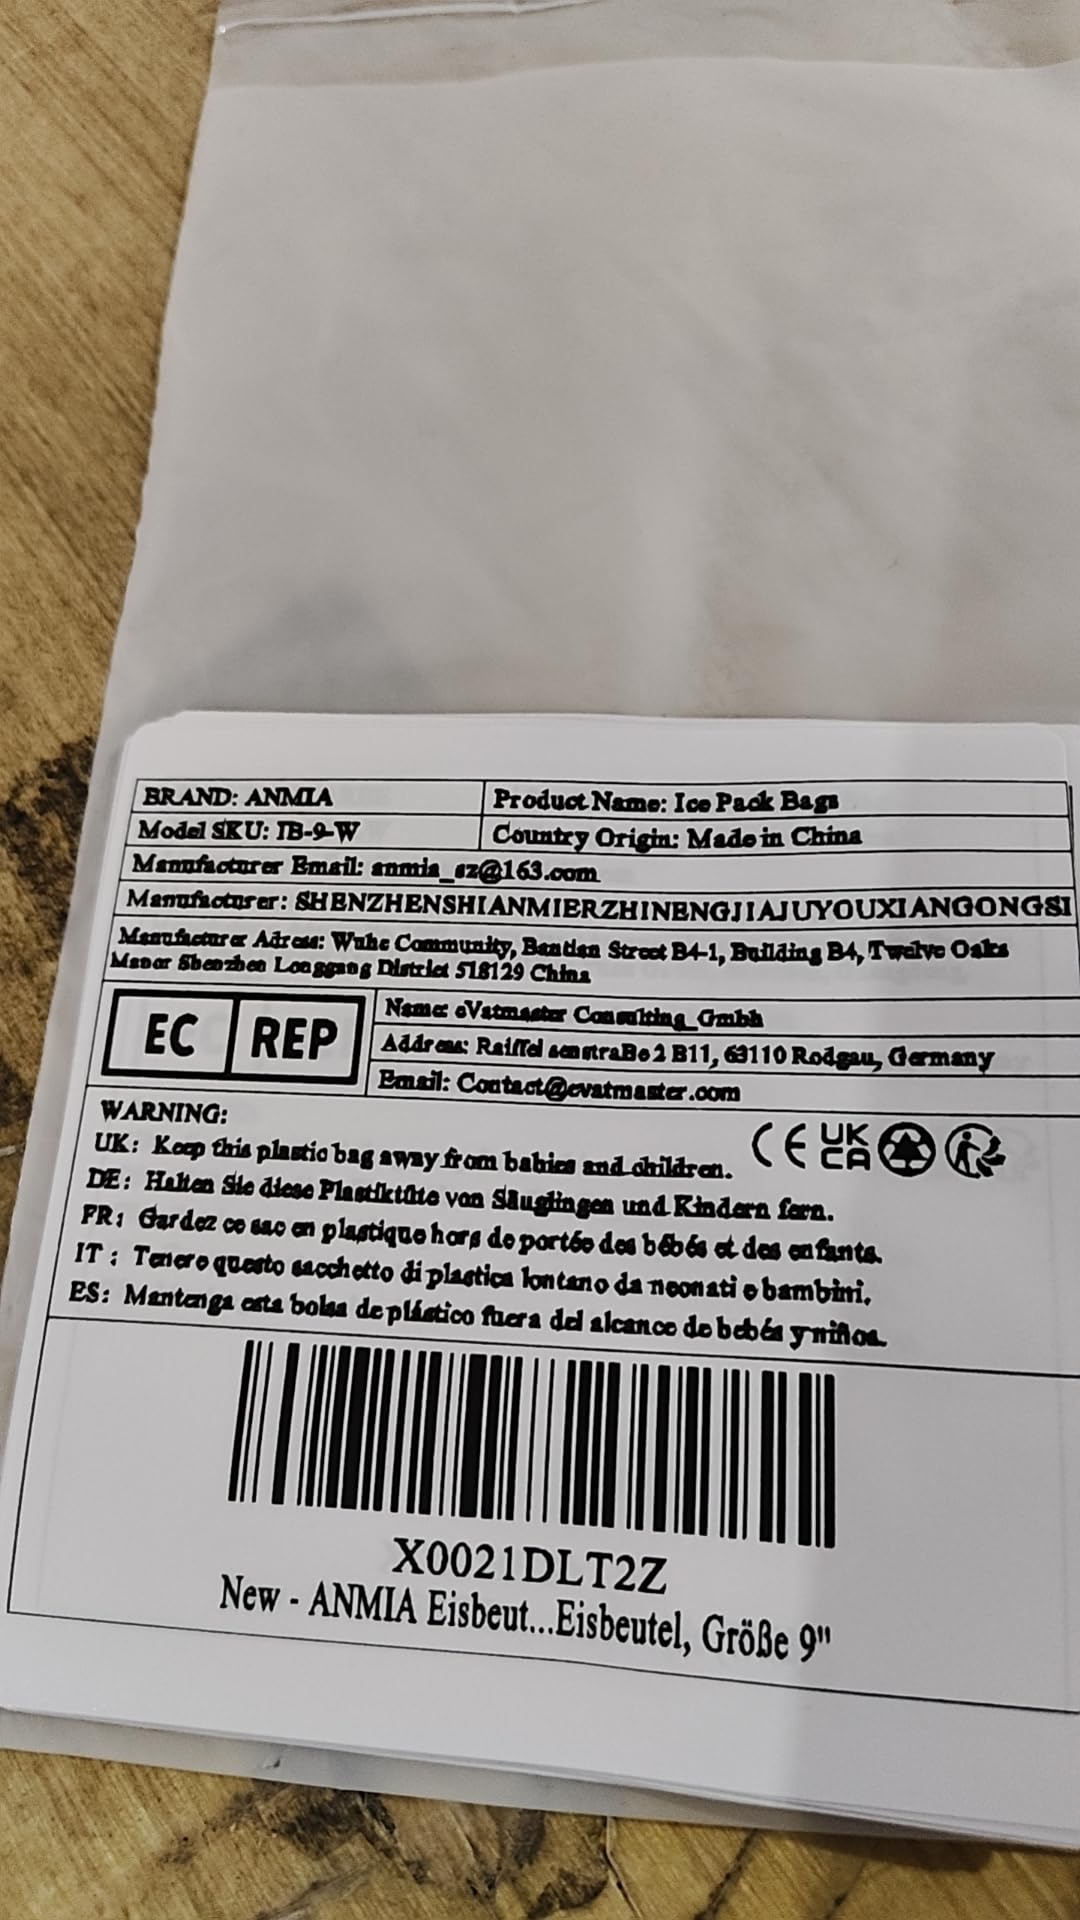 BRAND: ANMIA
Product Name: Ice Pack Bags
Model SKU: IB-9-W
Country Origin: Made in China
Manufacturer Email: anmia_sz@163.com
Manufacturer: SHENZHENSHIANMIERZHINENGJIAJUYOUXIANGONGSI
Manufacturer Adress: Wuhe Community, Bantian Street B4-1, Building B4, Twelve Oaks
Manor Shenzhen Longgang District 518129 China
EC REP
Name: eVatmaster Consulting_Gmbh
Address: RaiffeisenstraBe 2 B11, 63110 Rodgau, Germany
Email: Contact@evatmaster.com
WARNING:
CE UK CA
UK: Keep this plastic bag away from babies and children.
DE: Halten Sie diese Plastiktüte von Säuglingen und Kindern fern.
FR: Gardez ce sac en plastique hors de portée des bébés et des enfants.
IT: Tenere questo sacchetto di plastica lontano da neonati e bambini.
ES: Mantenga esta bolsa de plástico fuera del alcance de bebés y niños.
X0021DLT2Z
New - ANMIA Eisbeut...Eisbeutel, Größe 9"